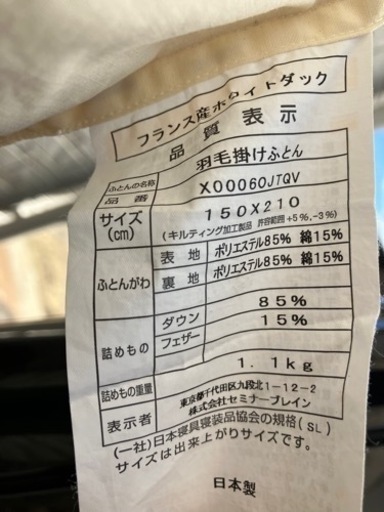 フランス産ホワイトダック
品質表示
ふとんの名称 羽毛掛けふとん
品番 X00060JTQV
サイズ(cm) 150X210
(キルティング加工製品 許容範囲+5%,-3%)
ふとんがわ 表地 ポリエステル85% 綿15%
裏地 ポリエステル85% 綿15%
詰めもの ダウン 85%
フェザー 15%
詰めもの重量 1.1kg
表示者 東京都千代田区九段北1-12-2
株式会社セミナーブレイン
(一社)日本寝具寝装品協会の規格(SL)
サイズは出来上がりサイズです。
日本製